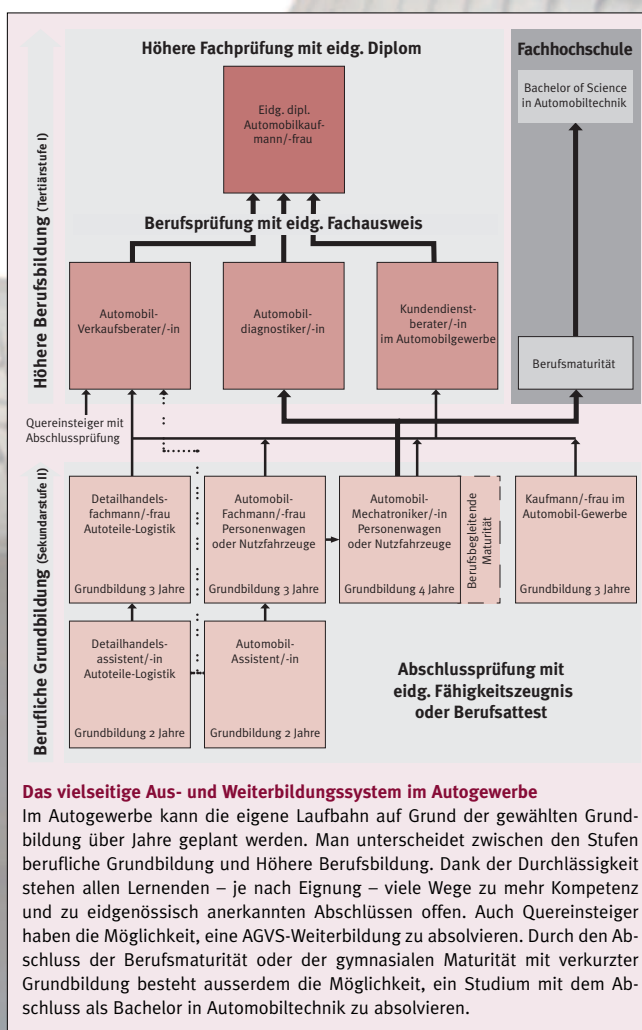 Höhere Fachprüfung mit eidg. Diplom
Fachhochschule
Eidg. dipl.
Automobilkauf-
mann/-frau
Bachelor of Science
in Automobiltechnik
Höhere Berufsbildung (Tertiärstufe I)
Berufsprüfung mit eidg. Fachausweis
Automobil-
Verkaufsberater/-in
Automobil-
diagnostiker/-in
Kundendienst-
berater/-in
im Automobilgewerbe
Berufsmaturität
Quereinsteiger mit
Abschlussprüfung
Berufliche Grundbildung (Sekundarstufe II)
Detailhandels-
fachmann/-frau
Autoteile-Logistik
Grundbildung 3 Jahre
Automobil-
Fachmann/-frau
Personenwagen
oder Nutzfahrzeuge
Grundbildung 3 Jahre
Automobil-
Mechatroniker/-in
Personenwagen
oder Nutzfahrzeuge
Grundbildung 4 Jahre
Berufsbegleitende
Maturität
Kaufmann/-frau im
Automobil-Gewerbe
Grundbildung 3 Jahre
Detailhandels-
assistent/-in
Autoteile-Logistik
Grundbildung 2 Jahre
Automobil-
Assistent/-in
Grundbildung 2 Jahre
Abschlussprüfung mit
eidg. Fähigkeitszeugnis
oder Berufsattest
Das vielseitige Aus- und Weiterbildungssystem im Autogewerbe
Im Autogewerbe kann die eigene Laufbahn auf Grund der gewählten Grund-
bildung über Jahre geplant werden. Man unterscheidet zwischen den Stufen
berufliche Grundbildung und Höhere Berufsbildung. Dank der Durchlässigkeit
stehen allen Lernenden – je nach Eignung – viele Wege zu mehr Kompetenz
und zu eidgenössisch anerkannten Abschlüssen offen. Auch Quereinsteiger
haben die Möglichkeit, eine AGVS-Weiterbildung zu absolvieren. Durch den Ab-
schluss der Berufsmaturität oder der gymnasialen Maturität mit verkurzter
Grundbildung besteht ausserdem die Möglichkeit, ein Studium mit dem Ab-
schluss als Bachelor in Automobiltechnik zu absolvieren.